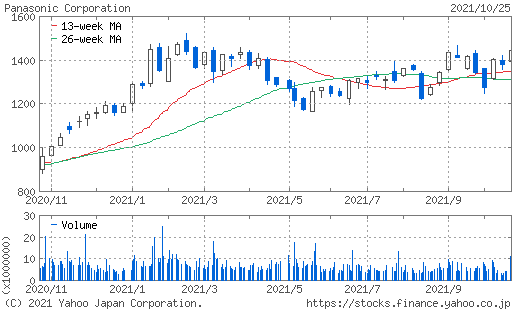 Panasonic Corporation 2021/10/25
1600
13-week MA
26-week MA
1400
1200
1000
800
2020/11 2021/1 2021/3 2021/5 2021/7 2021/9
30
Volume
20
10
0
(x1000000)
2020/11 2021/1 2021/3 2021/5 2021/7 2021/9
(C) 2021 Yahoo Japan Corporation. https://stocks.finance.yahoo.co.jp